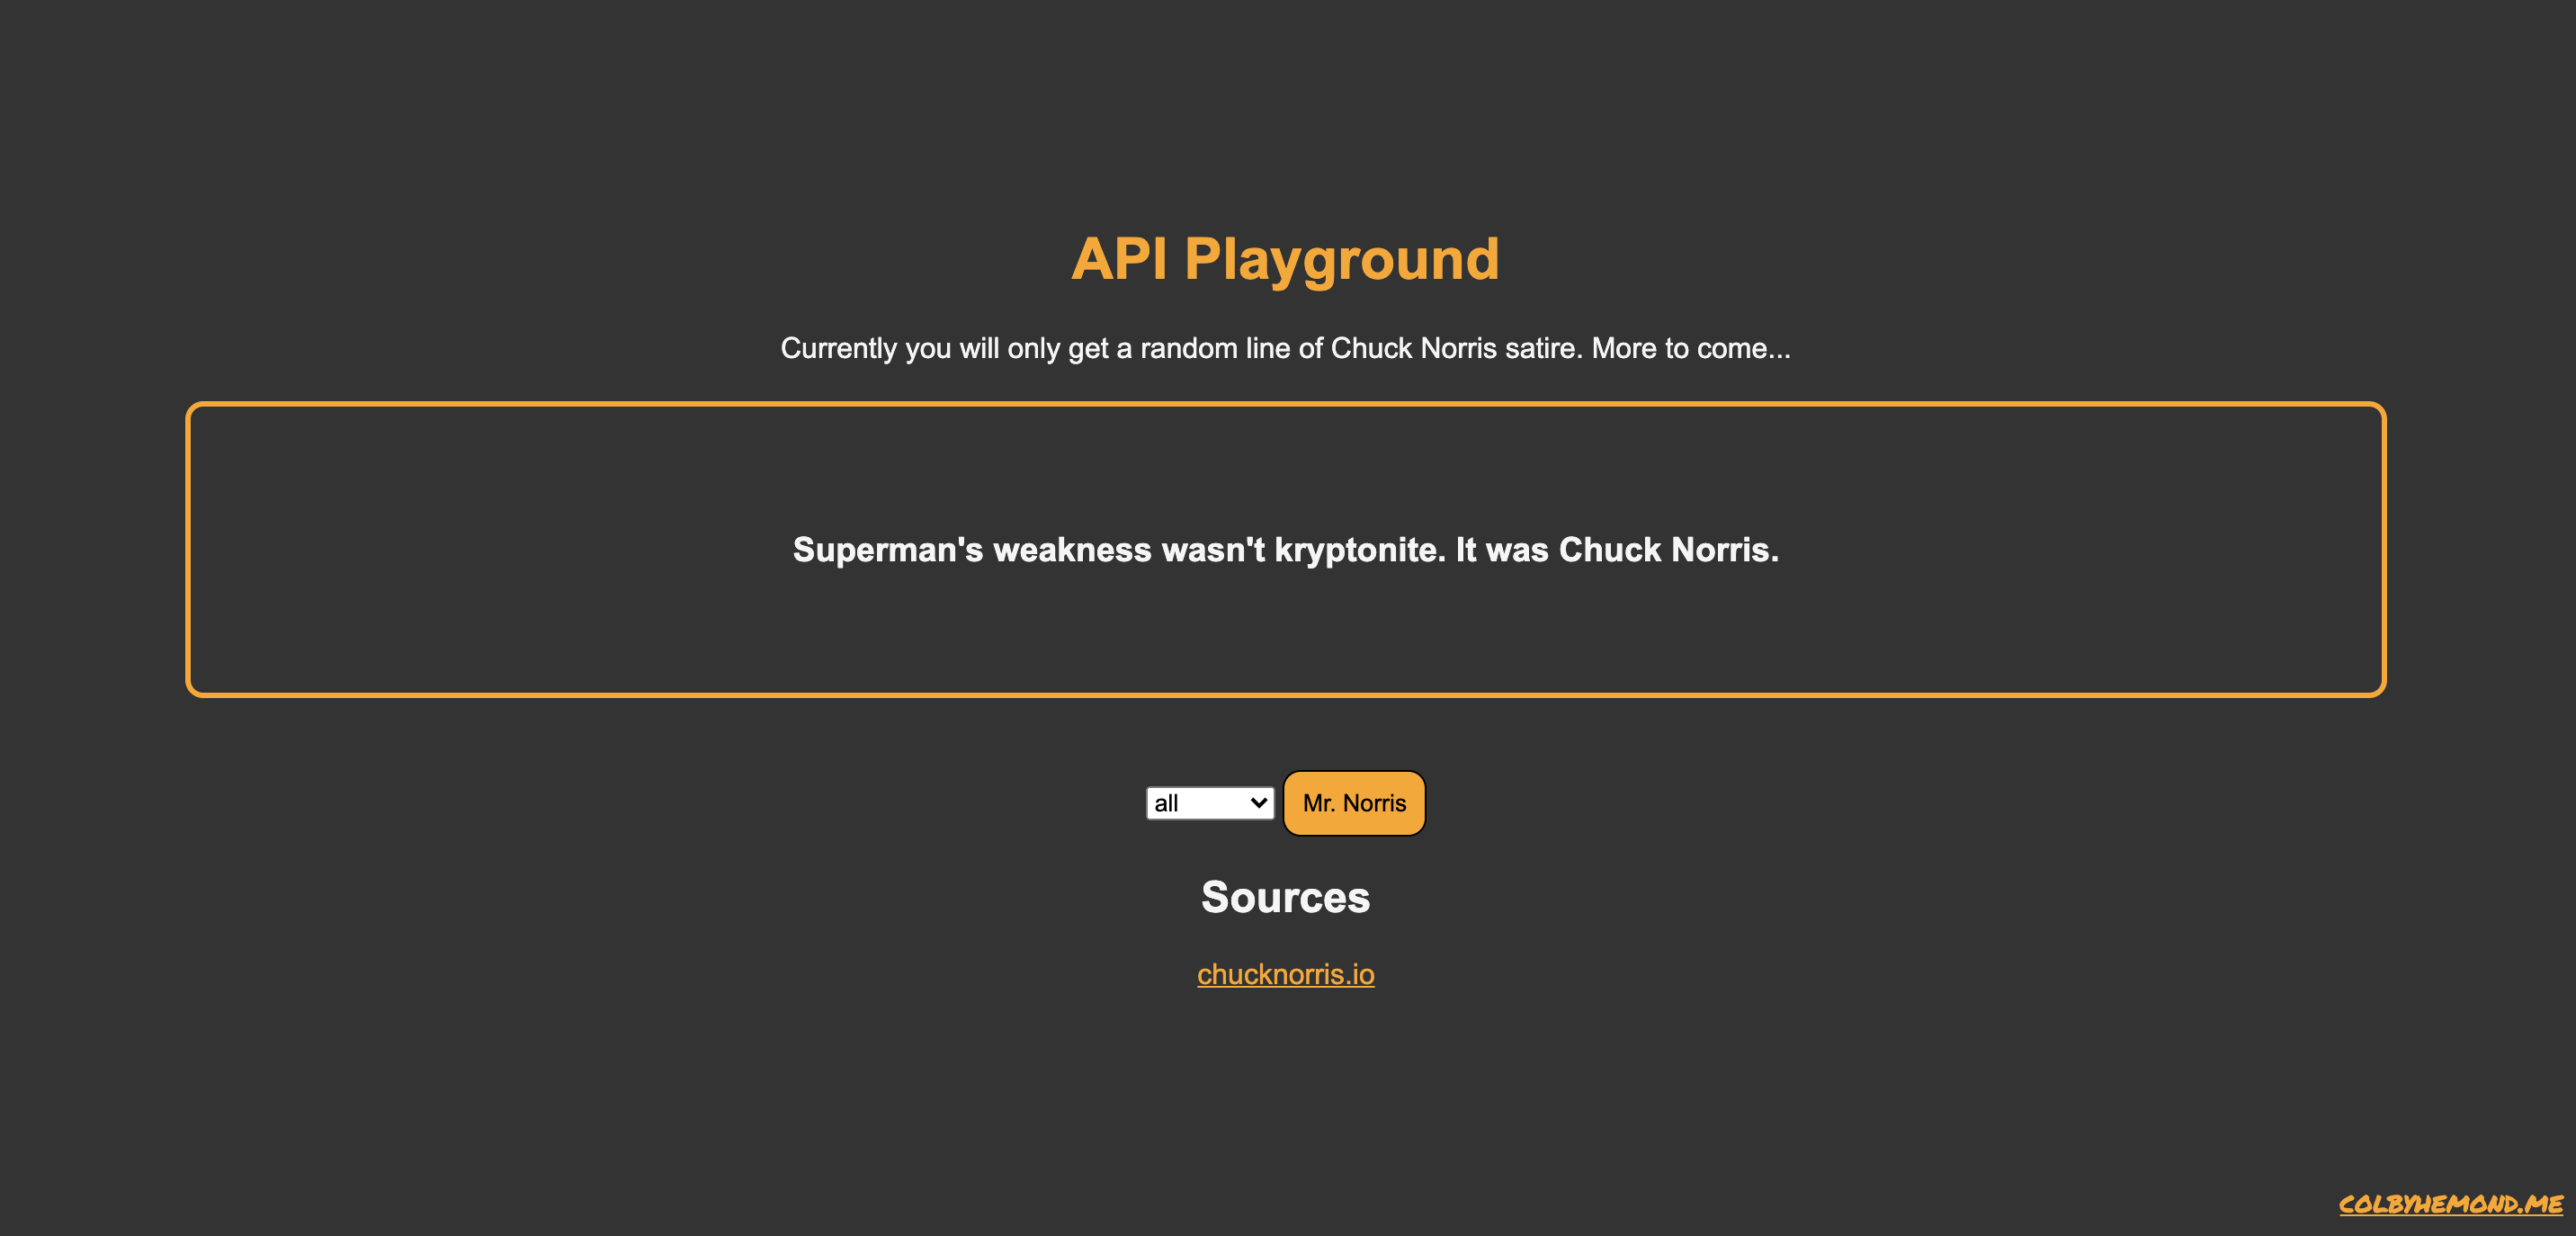 API Playground
Currently you will only get a random line of Chuck Norris satire. More to come...
Superman's weakness wasn't kryptonite. It was Chuck Norris.
all
Mr. Norris
Sources
chucknorris.io
COLBYHEMOND.ME